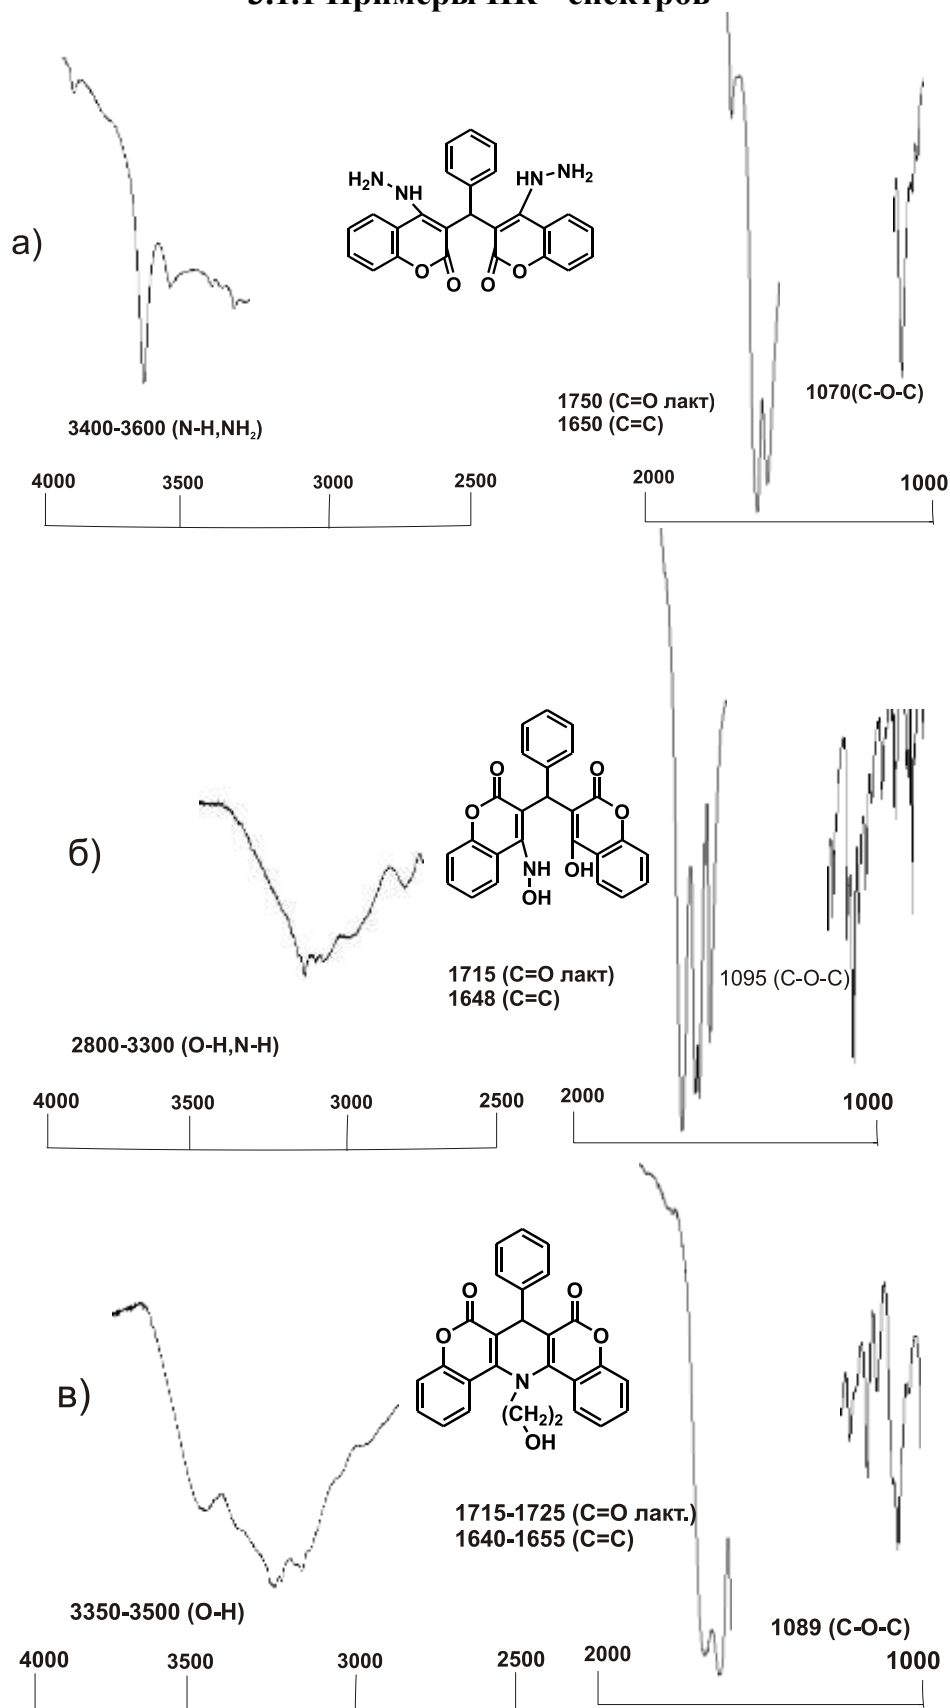 3.1.1 Примеры ИК - спектров
H₂N
NH
HN
NH₂
а)
O
O
O
O
1750 (C=O лакт)
1650 (C=C)
1070(C-O-C)
3400-3600 (N-H,NH₂)
4000 3500 3000 2500 2000 1000
O
O
O
O
б)
NH
OH
OH
1715 (C=O лакт)
1648 (C=C)
1095 (C-O-C)
2800-3300 (O-H,N-H)
4000 3500 3000 2500 2000 1000
O
O
O
O
в)
N
(CH₂)₂
OH
1715-1725 (C=O лакт.)
1640-1655 (C=C)
3350-3500 (O-H)
1089 (C-O-C)
4000 3500 3000 2500 2000 1000